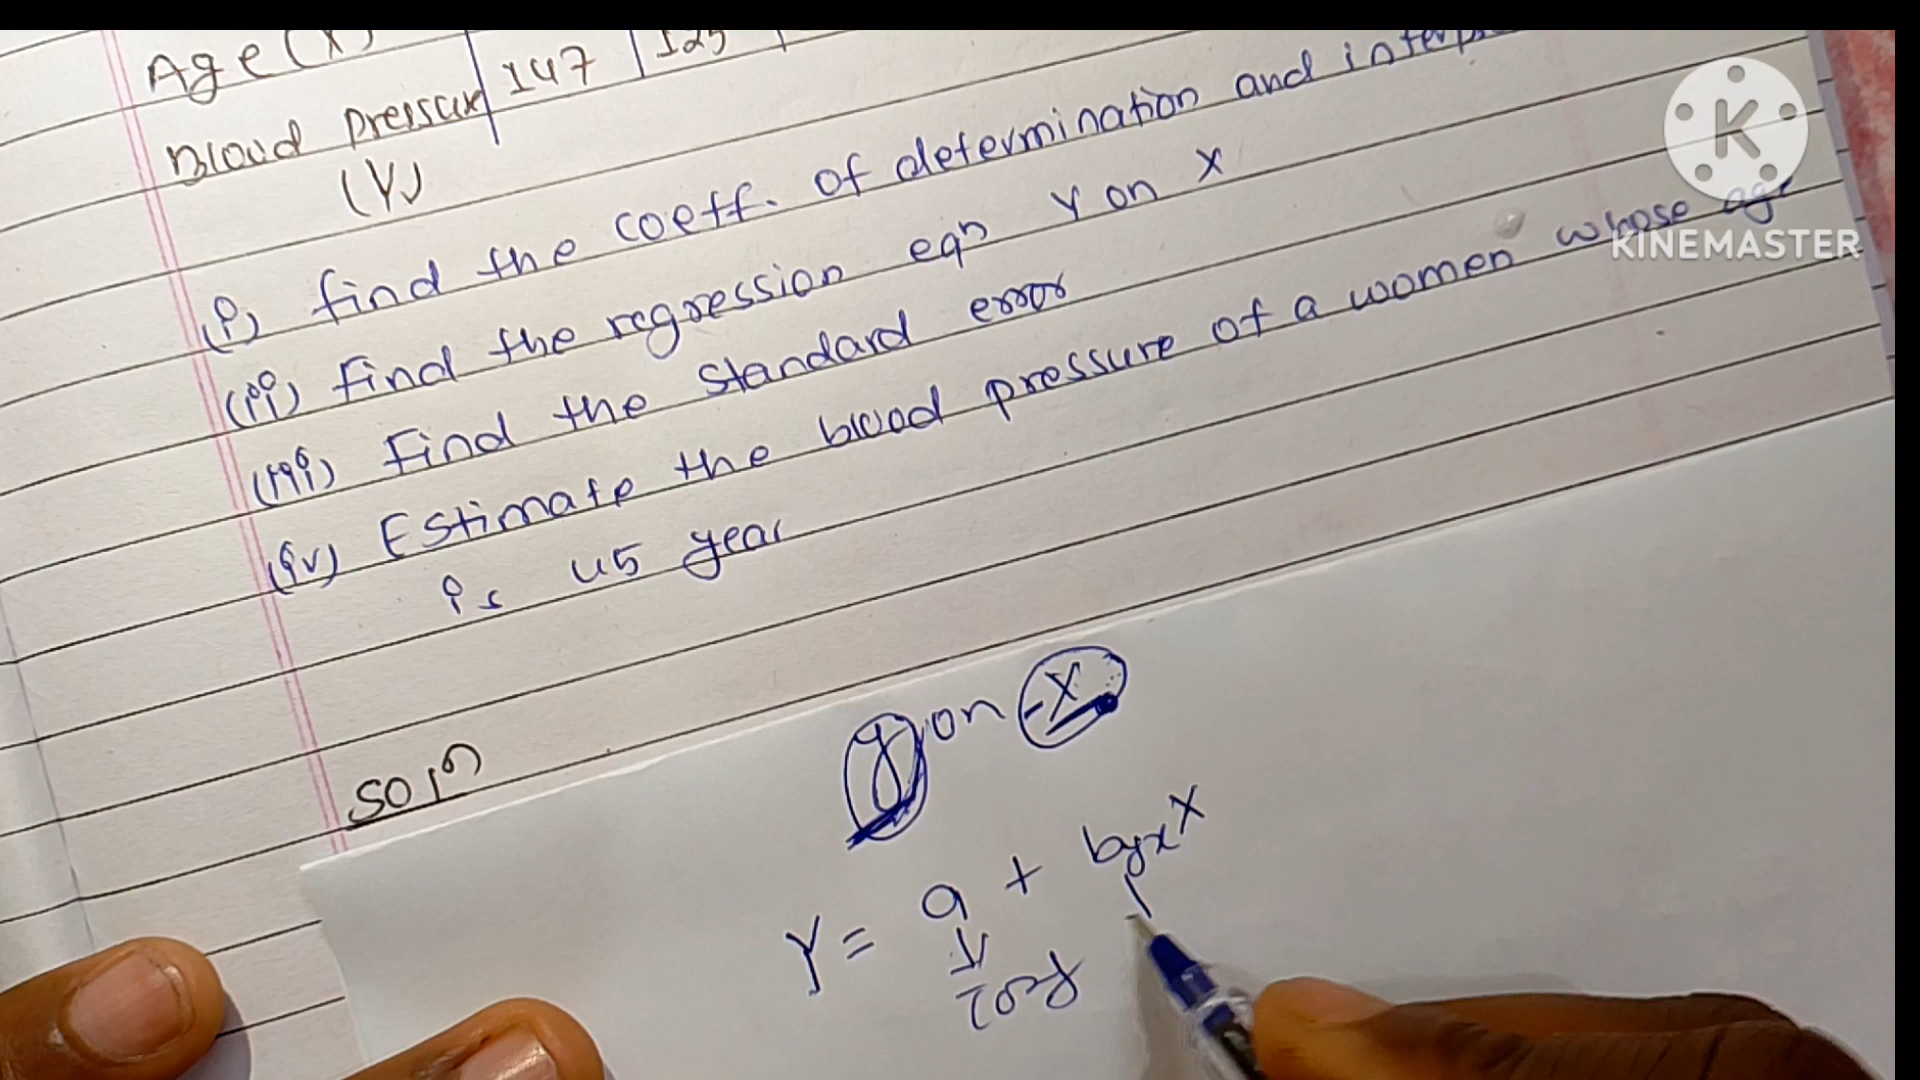 Age (X)
Blood pressure 147 125
(Y)
(i) find the coeff. of determination and
(ii) find the regression eqn Y on X
(iii) Find the standard error
(iv) Estimate the blood pressure of a women whose age
is 45 year
Soln
y on X
Y = a + byx X
K
KINEMASTER